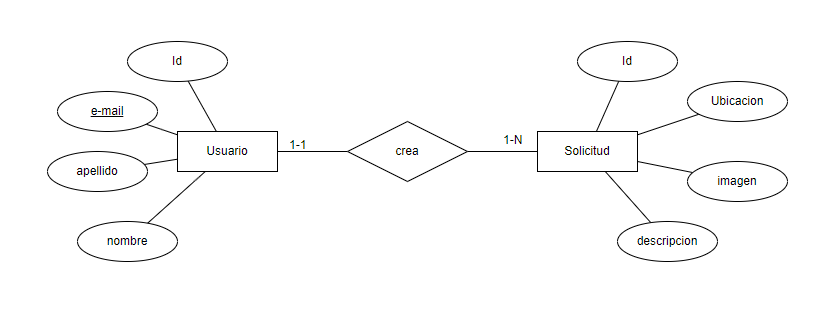 Id
Id
e-mail
Ubicacion
Usuario
1-1
crea
1-N
Solicitud
apellido
imagen
nombre
descripcion